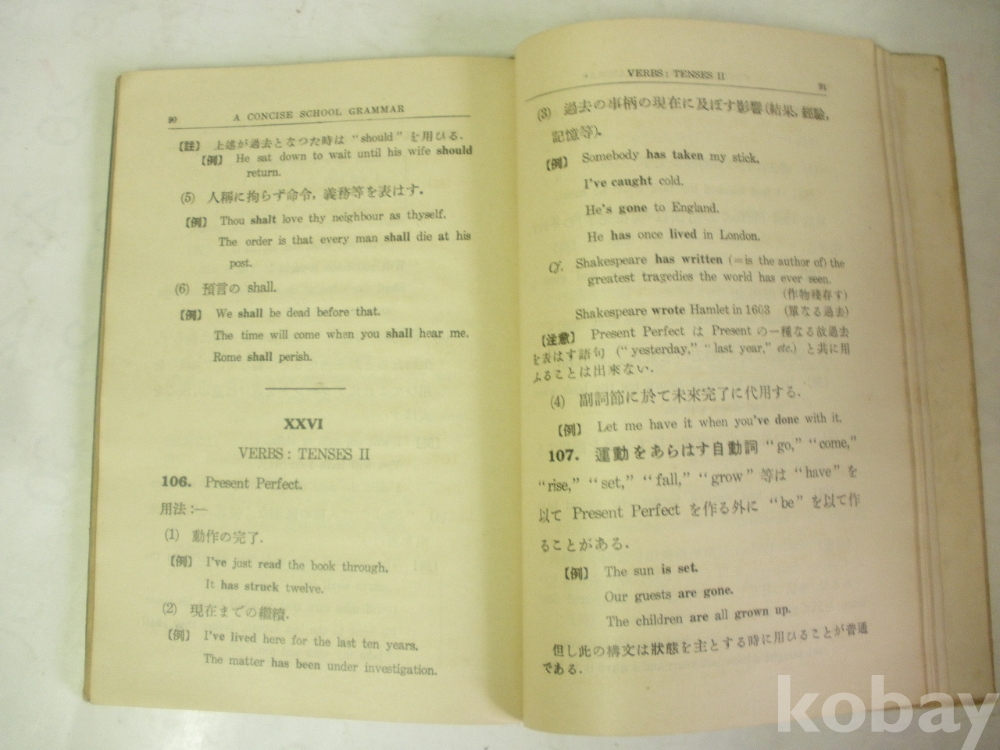 90 A CONCISE SCHOOL GRAMMAR
【註】 上述が過去となつた時は “should” を用ひる.
【例】 He sat down to wait until his wife should
return.
(5) 人稱に拘らず命令, 義務等を表はす.
【例】 Thou shalt love thy neighbour as thyself.
The order is that every man shall die at his
post.
(6) 預言の shall.
【例】 We shall be dead before that.
The time will come when you shall hear me.
Rome shall perish.
XXVI
VERBS: TENSES II
106. Present Perfect.
用法:—
(1) 動作の完了.
【例】 I've just read the book through.
It has struck twelve.
(2) 現在までの繼續.
【例】 I've lived here for the last ten years.
The matter has been under investigation.
VERBS: TENSES II 91
(3) 過去の事柄の現在に及ぼす影響(結果, 經驗,
記憶等).
【例】 Somebody has taken my stick.
I've caught cold.
He's gone to England.
He has once lived in London.
Cf. Shakespeare has written (=is the author of) the
greatest tragedies the world has ever seen.
(作物殘存す)
Shakespeare wrote Hamlet in 1603 (單なる過去)
【注意】 Present Perfect は Present の一種なる故過去
を表はす語句 (“yesterday,” “last year,” etc.) と共に用
ふることは出來ない.
(4) 副詞節に於て未來完了に代用する.
【例】 Let me have it when you've done with it.
107. 運動をあらはす自動詞 “go,” “come,”
“rise,” “set,” “fall,” “grow” 等は “have” を
以て Present Perfect を作る外に “be” を以て作
ることがある.
【例】 The sun is set.
Our guests are gone.
The children are all grown up.
但し此の構文は狀態を主とする時に用ひることが普通
である.
kobay